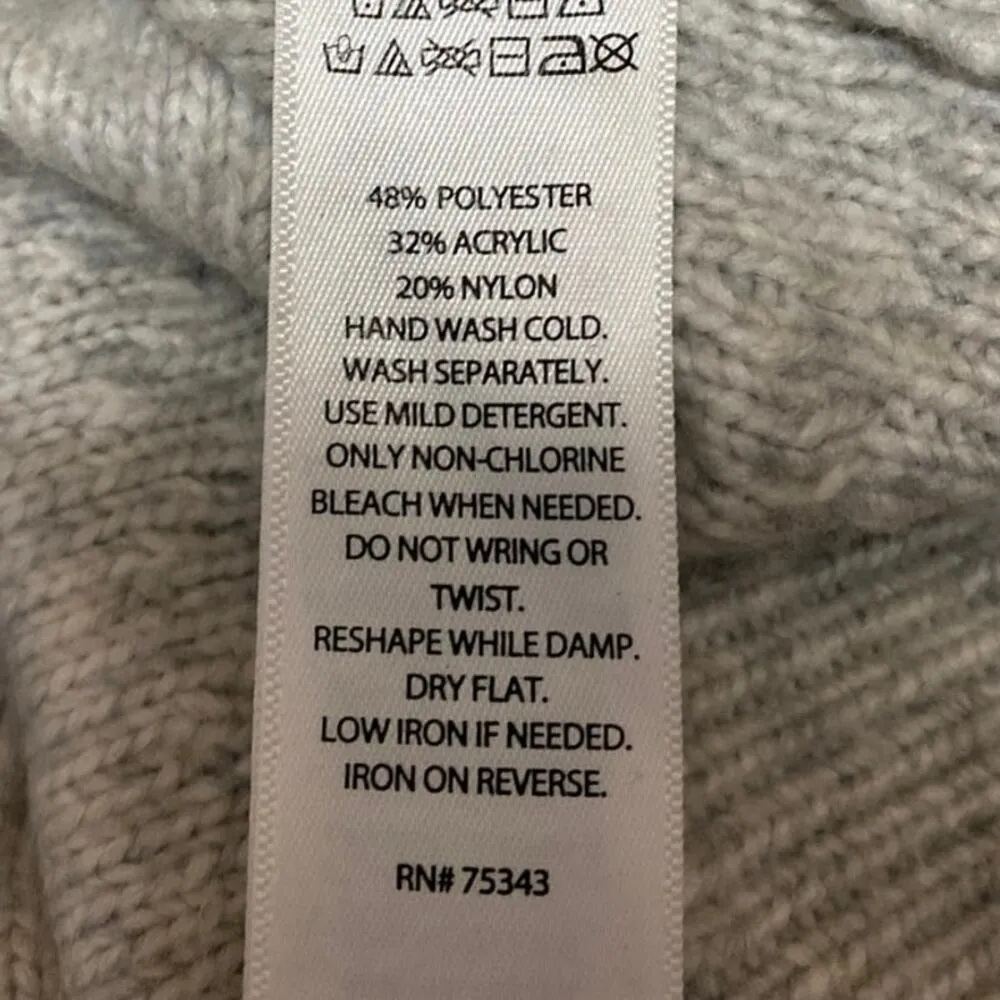 48% POLYESTER
32% ACRYLIC
20% NYLON
HAND WASH COLD.
WASH SEPARATELY.
USE MILD DETERGENT.
ONLY NON-CHLORINE
BLEACH WHEN NEEDED.
DO NOT WRING OR
TWIST.
RESHAPE WHILE DAMP.
DRY FLAT.
LOW IRON IF NEEDED.
IRON ON REVERSE.
RN# 75343